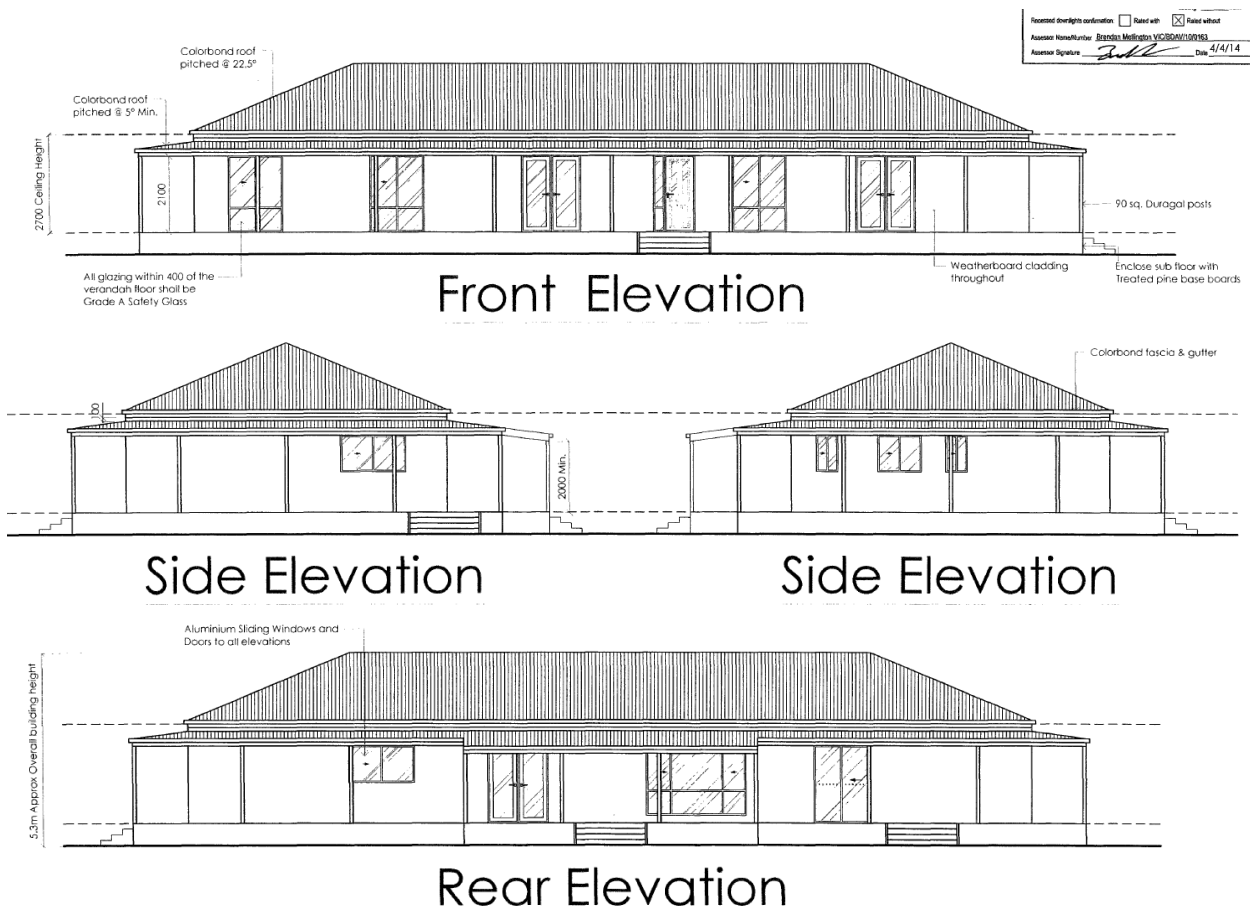 Recessed downlights confirmation: Rated with Rated without
Assessor Name/Number Brendan Mellington VIC/BDAV/10/0163
Assessor Signature Date 4/4/14
Colorbond roof
pitched @ 22.5°
Colorbond roof
pitched @ 5° Min.
2700 Ceiling Height
2100
90 sq. Duragal posts
All glazing within 400 of the
verandah floor shall be
Grade A Safety Glass
Weatherboard cladding
throughout
Enclose sub floor with
Treated pine base boards
Front Elevation
Colorbond fascia & gutter
2000 Min.
Side Elevation
Side Elevation
Aluminium Sliding Windows and
Doors to all elevations
5.3m Approx Overall building height
Rear Elevation